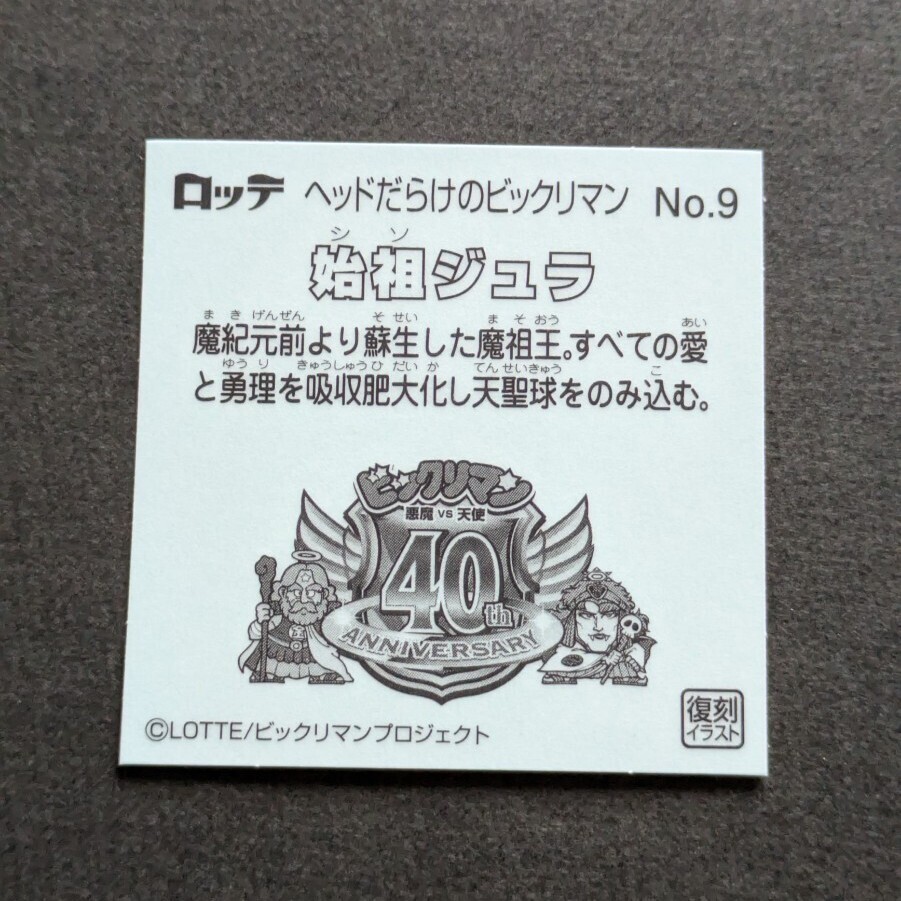 ロッテ ヘッドだらけのビックリマン No.9
シソ
始祖ジュラ
まきげんぜん そせい まそおう あい
魔紀元前より蘇生した魔祖王。すべての愛
ゆうり きゅうしゅうひだいか てんせいきゅう こ
と勇理を吸収肥大化し天聖球をのみ込む。
ビックリマン
悪魔 VS 天使
40th
ANNIVERSARY
©LOTTE/ビックリマンプロジェクト
復刻
イラスト